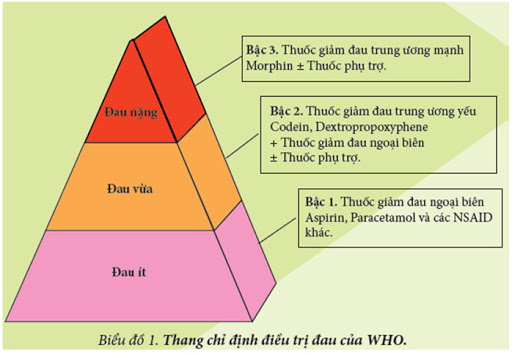 Bậc 3. Thuốc giảm đau trung ương mạnh
Morphin ± Thuốc phụ trợ.
Đau nặng
Bậc 2. Thuốc giảm đau trung ương yếu
Codein, Dextropropoxyphene
+ Thuốc giảm đau ngoại biên
± Thuốc phụ trợ.
Đau vừa
Bậc 1. Thuốc giảm đau ngoại biên
Aspirin, Paracetamol và các NSAID
khác.
Đau ít
Biểu đồ 1. Thang chỉ định điều trị đau của WHO.